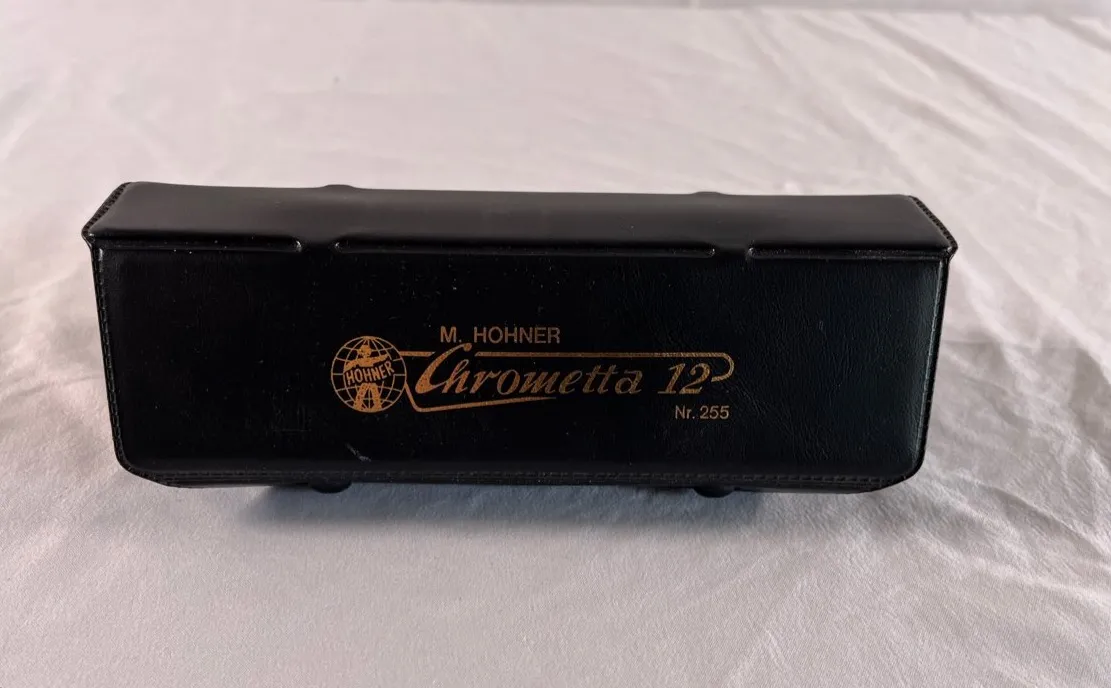 M. HOHNER
HOHNER
Chrometta 12
Nr. 255